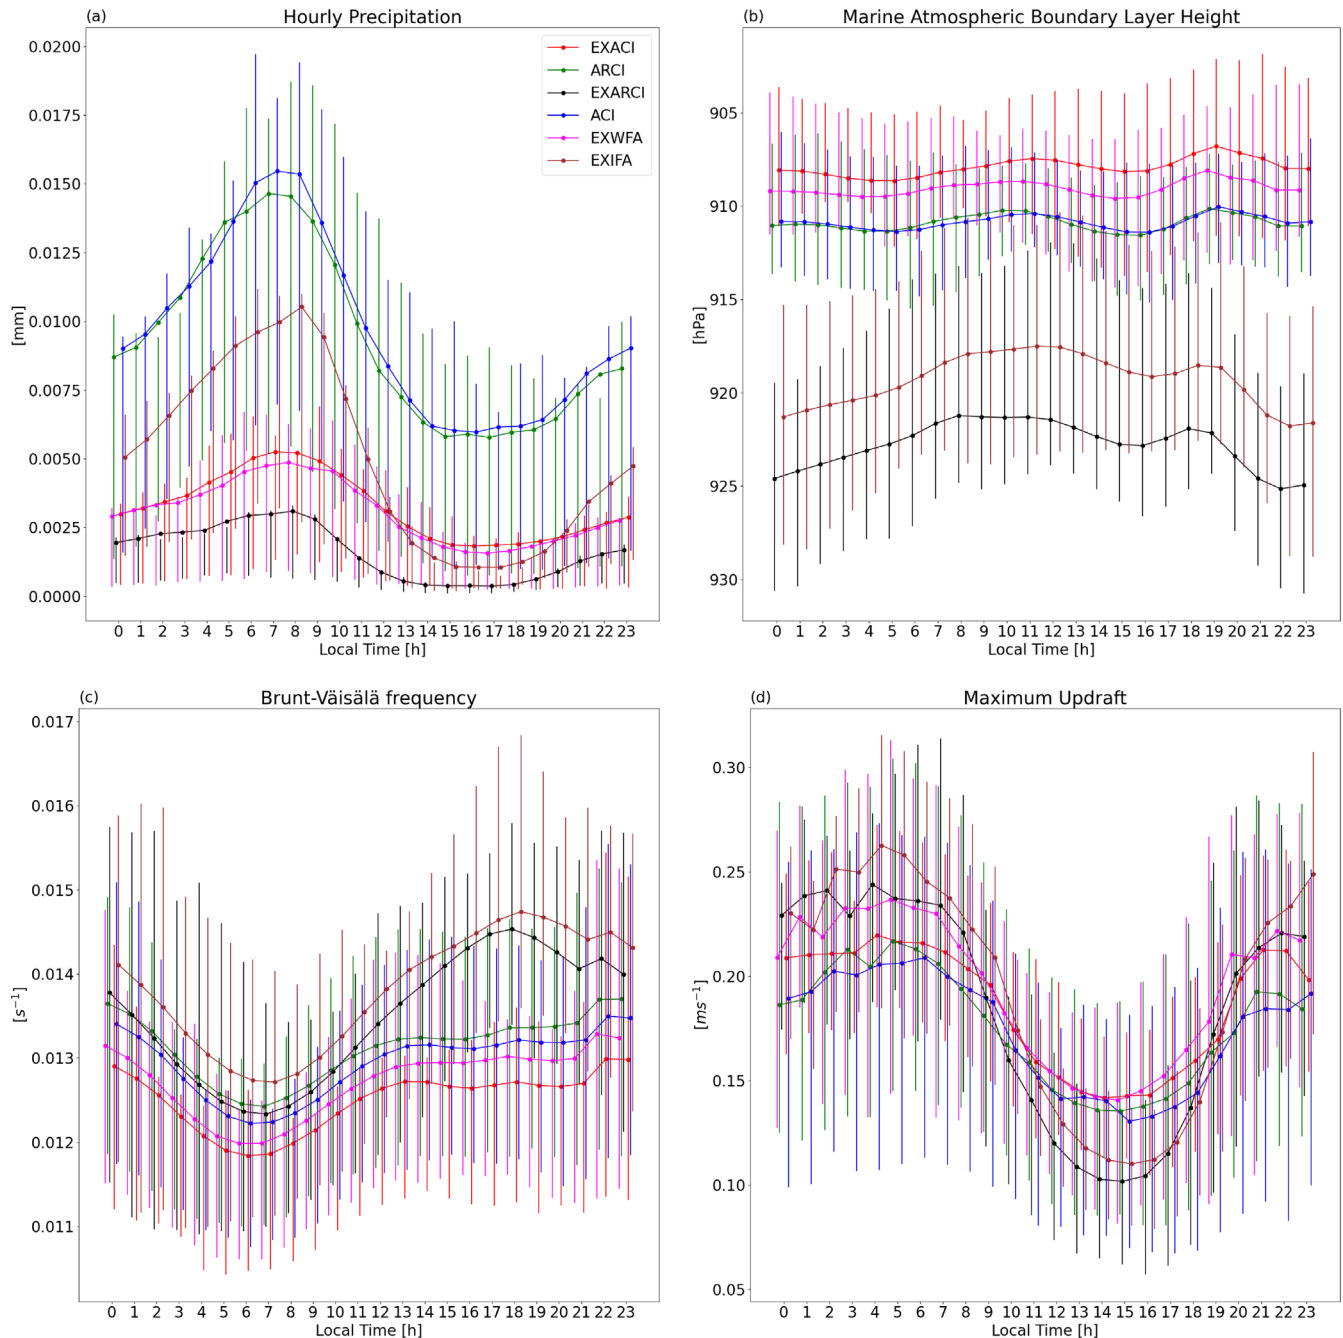 (a) Hourly Precipitation
0.0200
0.0175
0.0150
0.0125
0.0100
0.0075
0.0050
0.0025
0.0000
[mm]
EXACI
ARCI
EXARCI
ACI
EXWFA
EXIFA
0 1 2 3 4 5 6 7 8 9 10 11 12 13 14 15 16 17 18 19 20 21 22 23
Local Time [h]
(b) Marine Atmospheric Boundary Layer Height
905
910
915
920
925
930
[hPa]
0 1 2 3 4 5 6 7 8 9 10 11 12 13 14 15 16 17 18 19 20 21 22 23
Local Time [h]
(c) Brunt-Väisälä frequency
0.017
0.016
0.015
0.014
0.013
0.012
0.011
[s⁻¹]
0 1 2 3 4 5 6 7 8 9 10 11 12 13 14 15 16 17 18 19 20 21 22 23
Local Time [h]
(d) Maximum Updraft
0.30
0.25
0.20
0.15
0.10
0.05
[ms⁻¹]
0 1 2 3 4 5 6 7 8 9 10 11 12 13 14 15 16 17 18 19 20 21 22 23
Local Time [h]